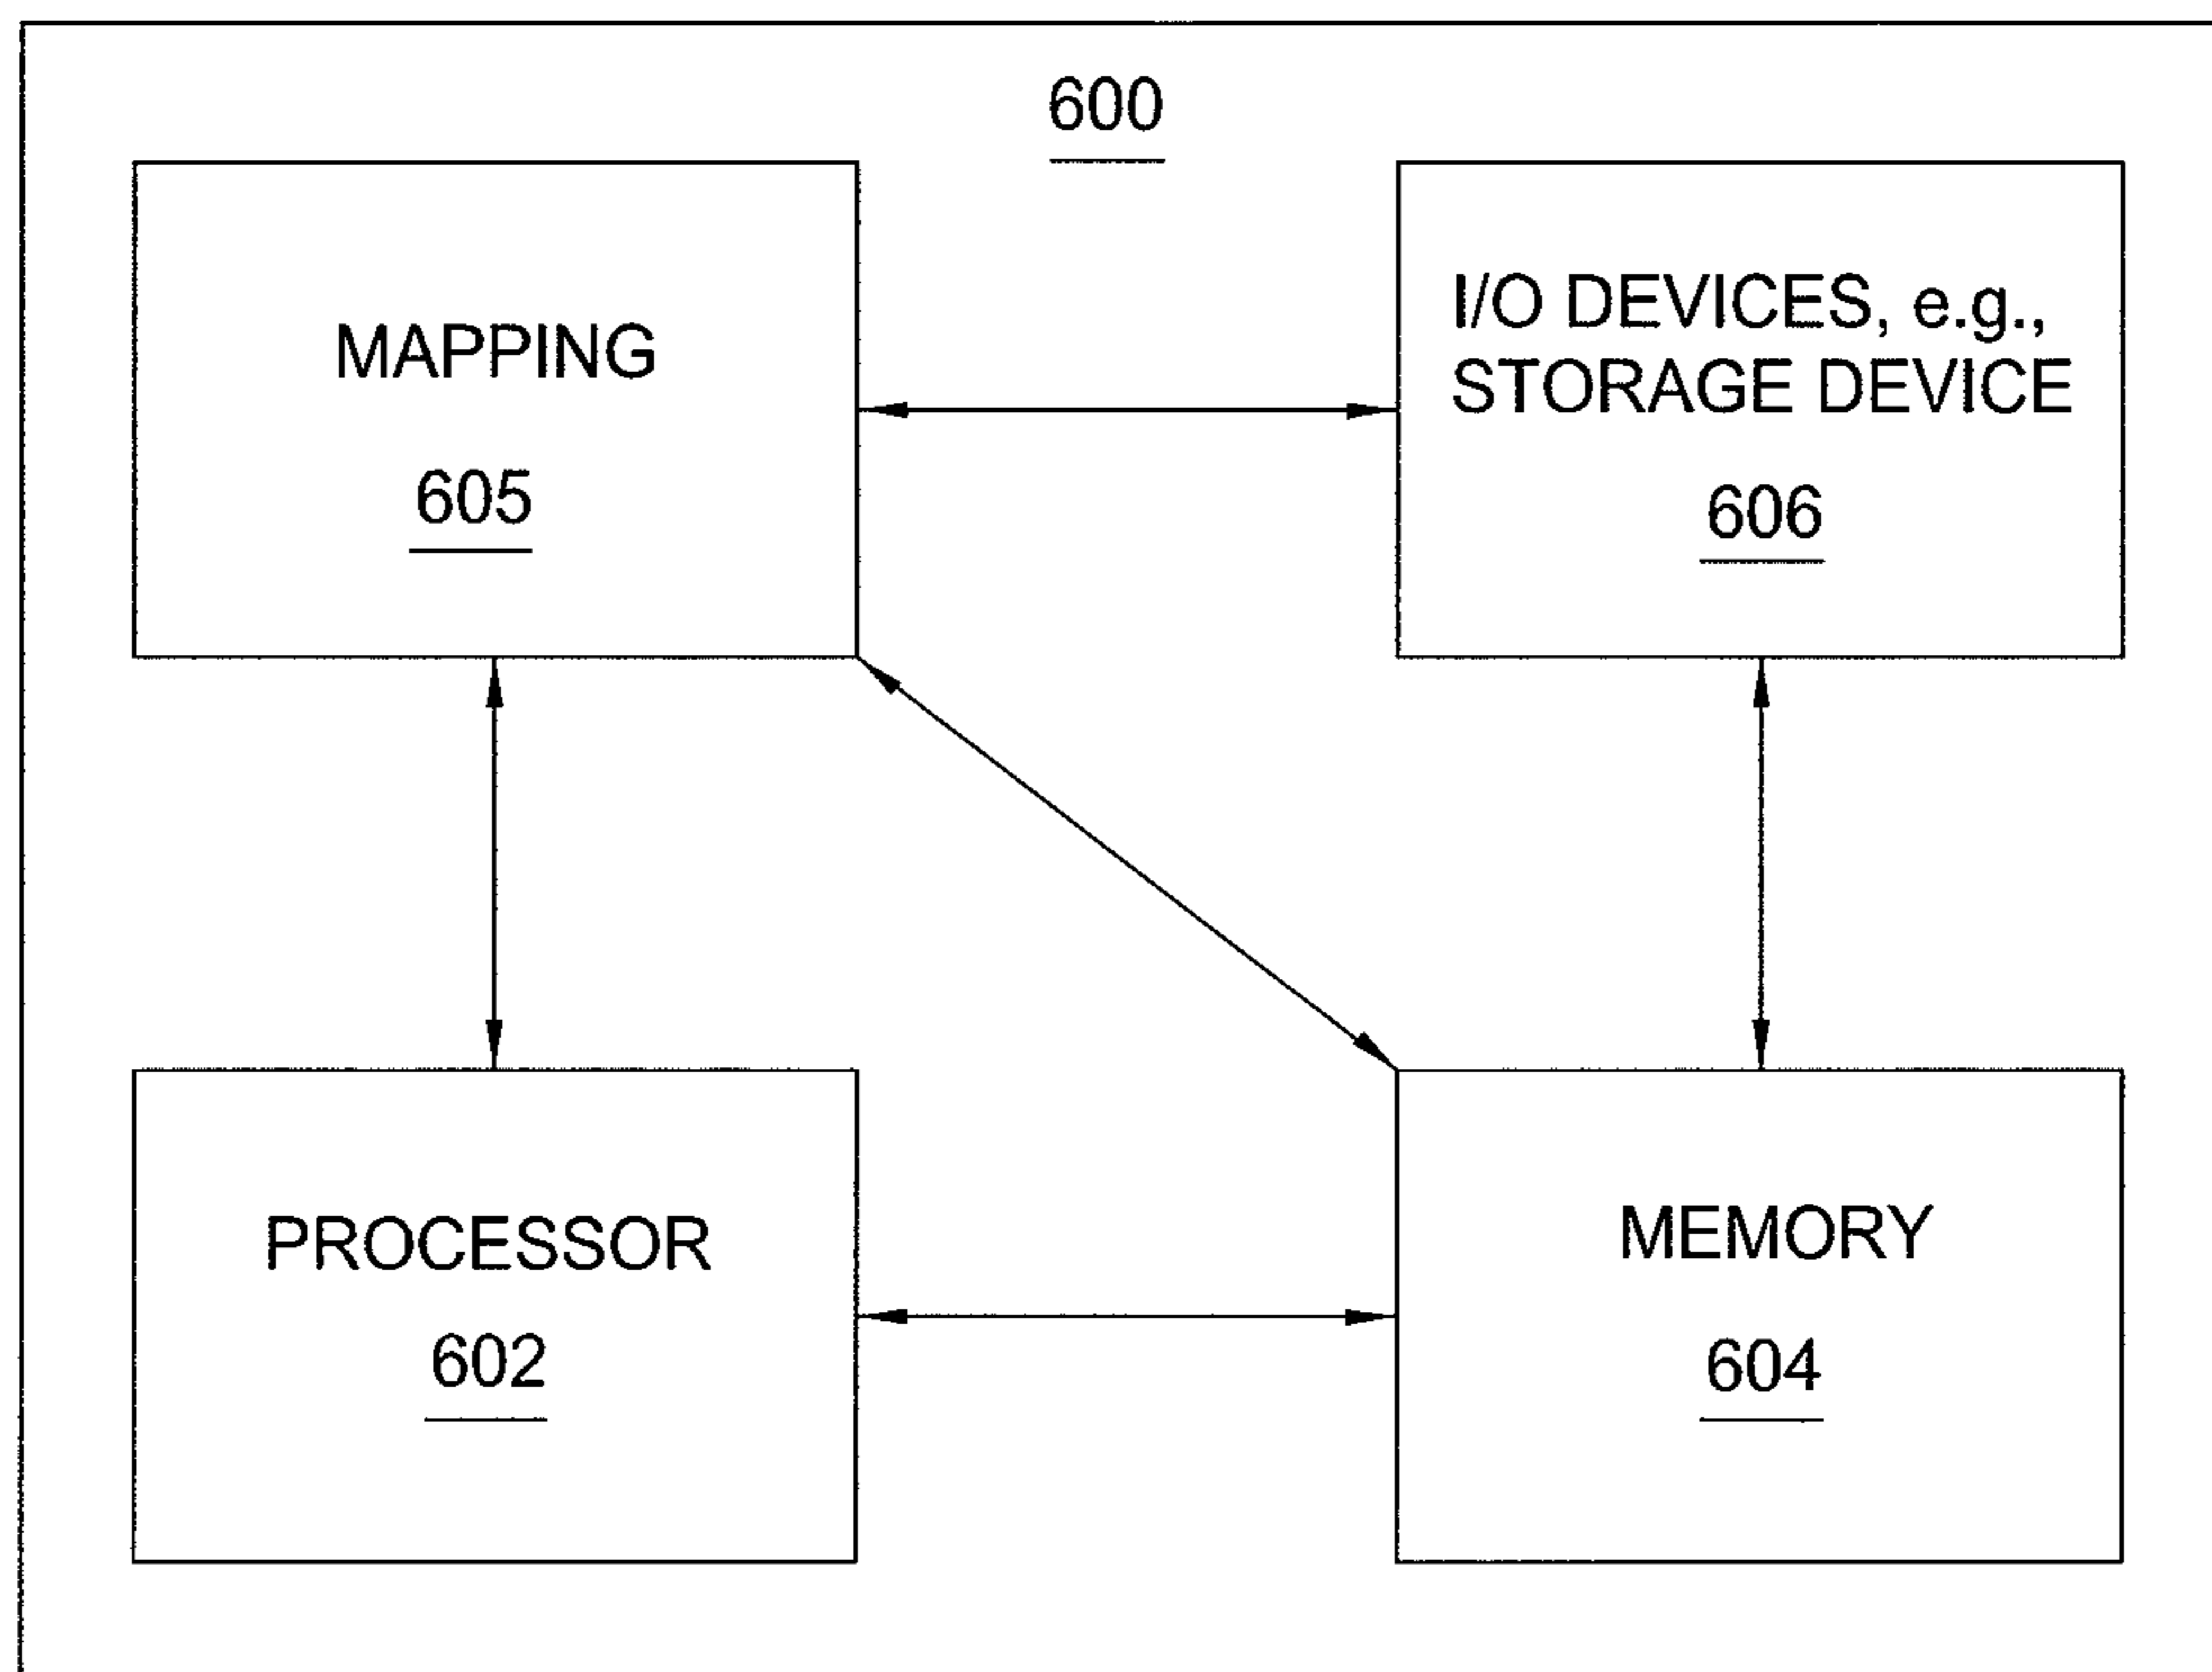 600
MAPPING
605
I/O DEVICES, e.g.,
STORAGE DEVICE
606
PROCESSOR
602
MEMORY
604